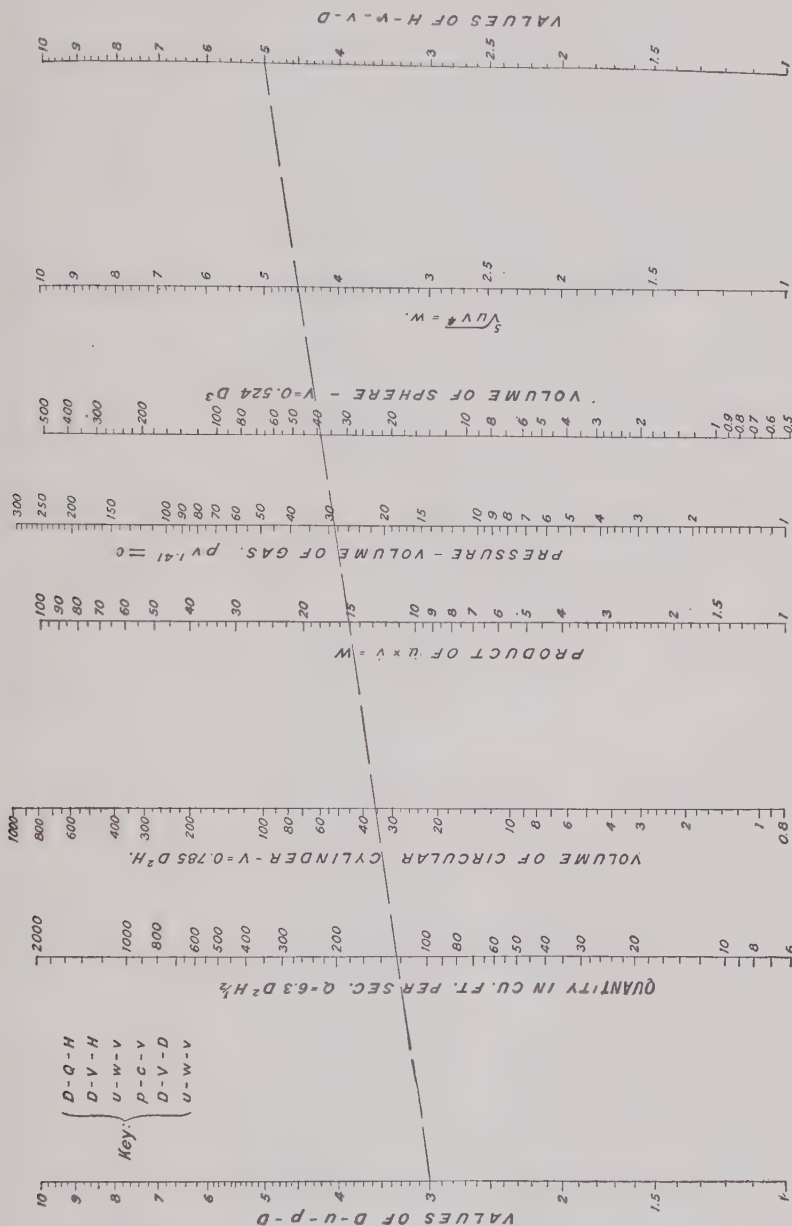 Key:
D - Q - H
D - V - H
u - w - v
p - c - v
D - V - D
u - w - v
VALUES OF D-u-p-D
10 9 8 7 6 5 4 3 2 1.5 1
QUANTITY IN CU. FT. PER SEC. Q=6.3 D²H½
2000 1000 800 600 500 400 300 200 100 80 60 50 40 30 20 10 8 6
VOLUME OF CIRCULAR CYLINDER - V=0.785 D²H.
1000 800 600 400 300 200 100 80 60 40 30 20 10 8 6 4 3 2 1 0.8
PRODUCT OF u × v = W
100 90 80 70 60 50 40 30 20 15 10 9 8 7 6 5 4 3 2 1.5 1
PRESSURE - VOLUME OF GAS. pv¹·⁴¹ = c
300 250 200 150 100 90 80 70 60 50 40 30 20 15 10 9 8 7 6 5 4 3 2 1
VOLUME OF SPHERE - V=0.524 D³
500 400 300 200 100 80 60 50 40 30 20 10 8 6 5 4 3 2 1 0.9 0.8 0.7 0.6 0.5
⁵√uv⁴ = W.
10 9 8 7 6 5 4 3 2.5 2 1.5 1
VALUES OF H-v-v-D
10 9 8 7 6 5 4 3 2.5 2 1.5 1